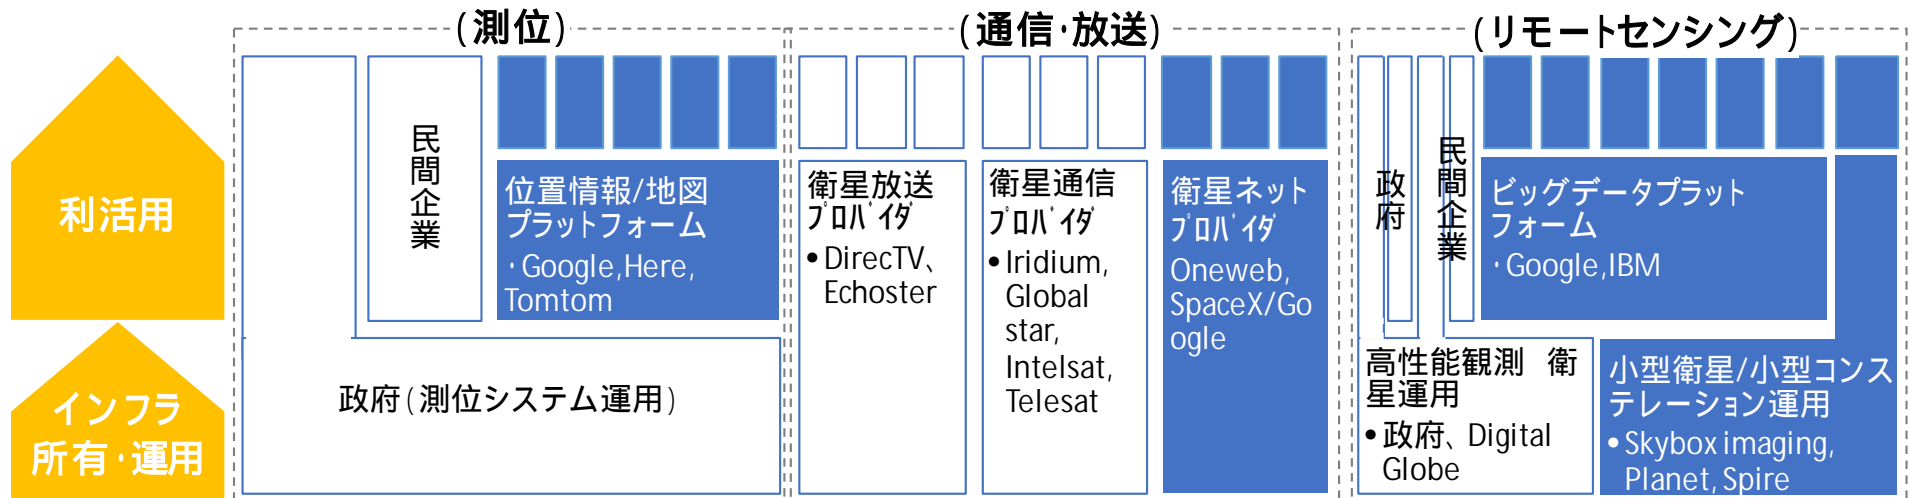 (測位)
(通信・放送)
(リモートセンシング)
利活用
インフラ
所有・運用
民間企業
位置情報/地図
プラットフォーム
・Google,Here,
Tomtom
政府(測位システム運用)
衛星放送
プロバイダ
•DirecTV、
Echoster
衛星通信
プロバイダ
•Iridium,
Global
star,
Intelsat,
Telesat
衛星ネット
プロバイダ
Oneweb,
SpaceX/Go
ogle
政府
民間企業
ビッグデータプラット
フォーム
・Google,IBM
高性能観測 衛
星運用
•政府、Digital
Globe
小型衛星/小型コンス
テレーション運用
•Skybox imaging,
Planet, Spire